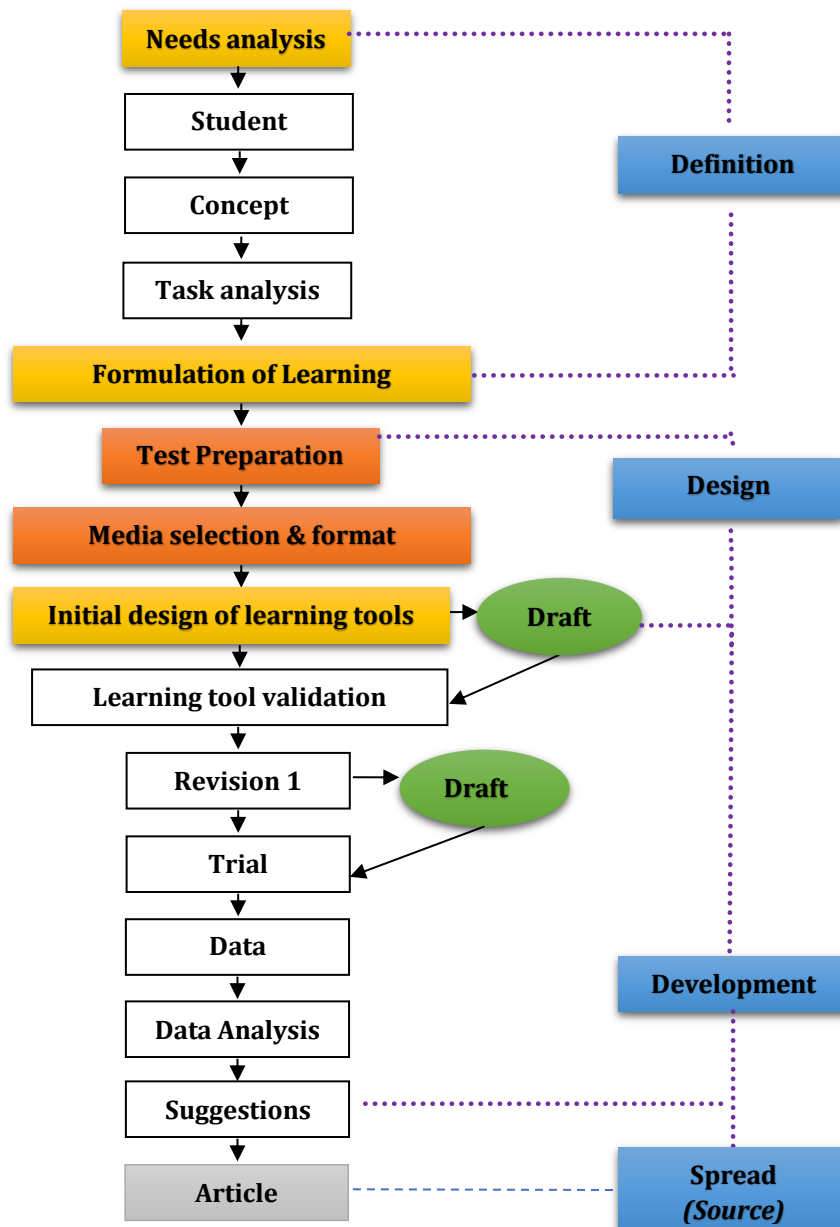 Needs analysis
Student
Definition
Concept
Task analysis
Formulation of Learning
Test Preparation
Design
Media selection & format
Initial design of learning tools
Draft
Learning tool validation
Revision 1
Draft
Trial
Data
Development
Data Analysis
Suggestions
Article
Spread
(Source)